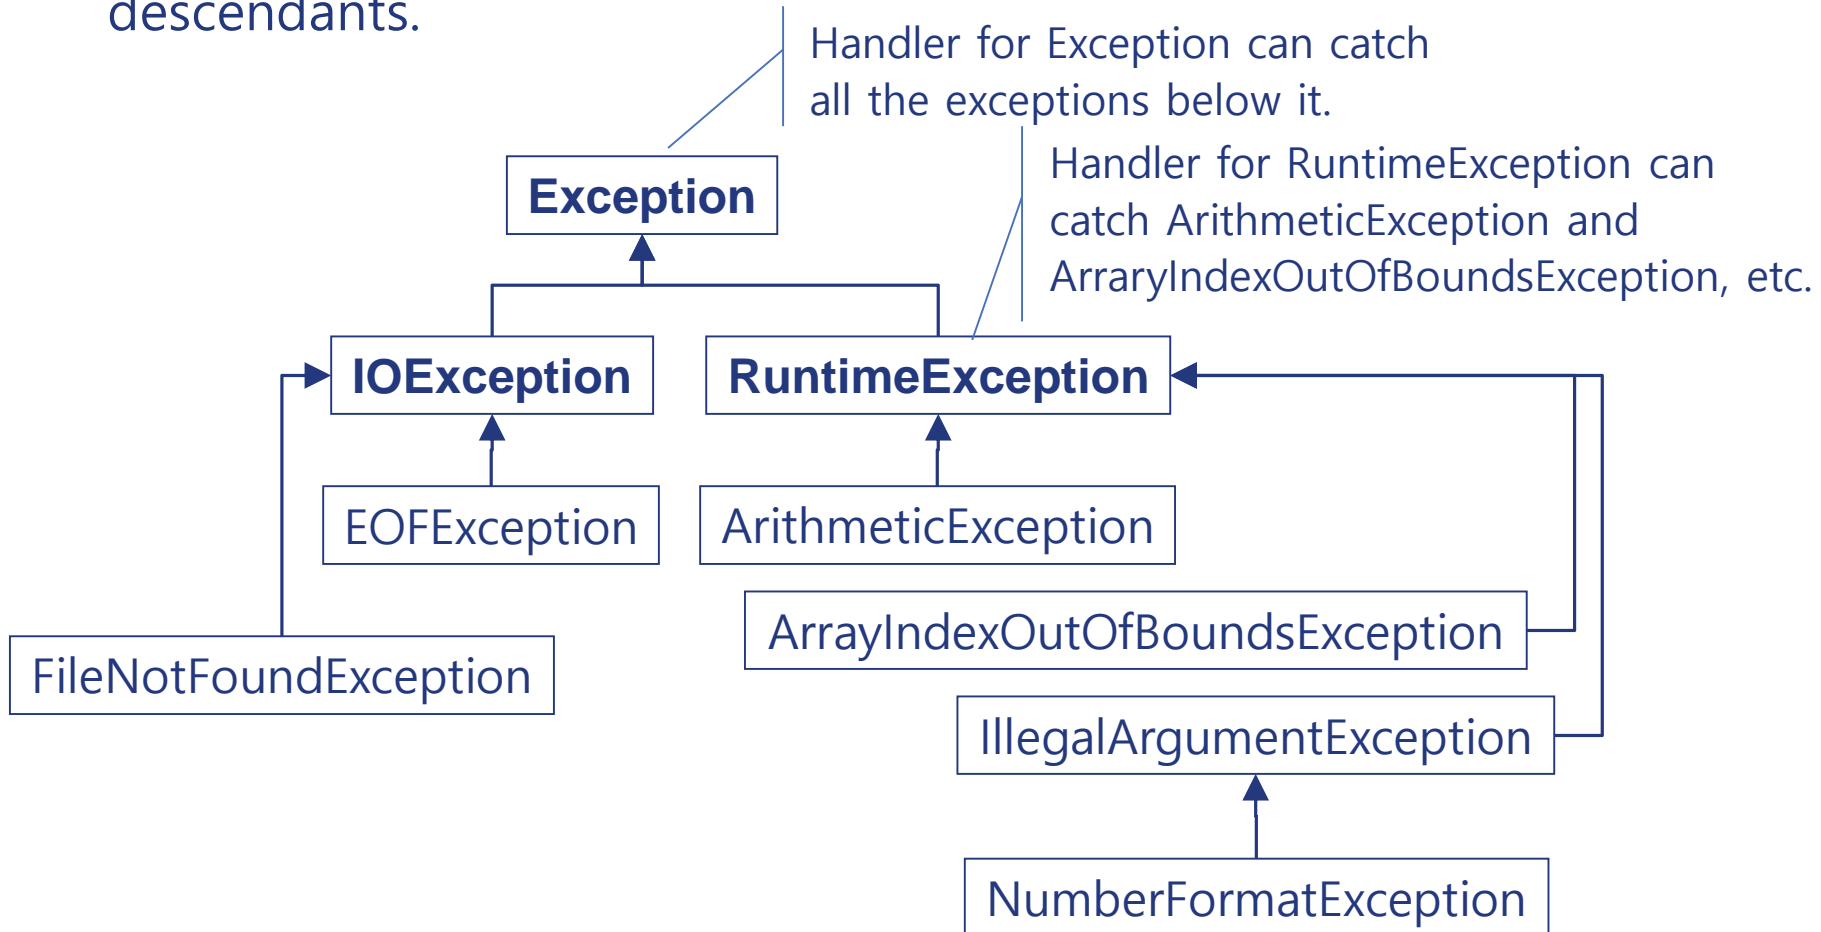 descendants.
Handler for Exception can catch
all the exceptions below it.
Handler for RuntimeException can
catch ArithmeticException and
ArraryIndexOutOfBoundsException, etc.
Exception
IOException
RuntimeException
EOFException
ArithmeticException
ArrayIndexOutOfBoundsException
FileNotFoundException
IllegalArgumentException
NumberFormatException